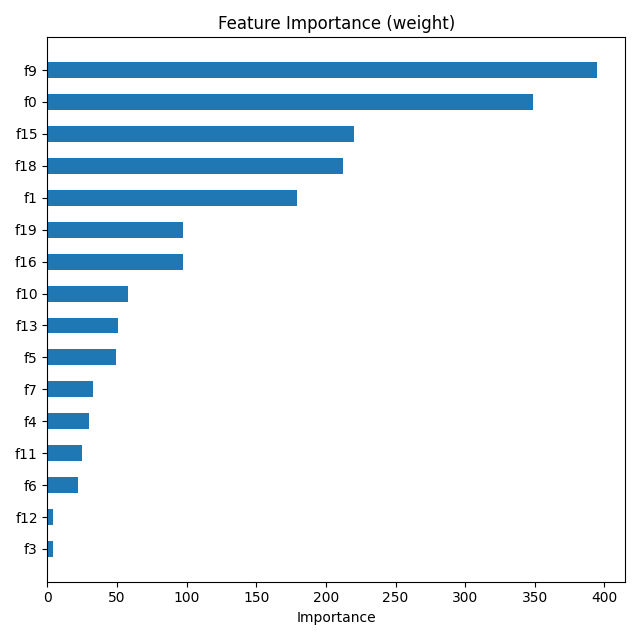 Feature Importance (weight)
f9
f0
f15
f18
f1
f19
f16
f10
f13
f5
f7
f4
f11
f6
f12
f3
0 50 100 150 200 250 300 350 400
Importance